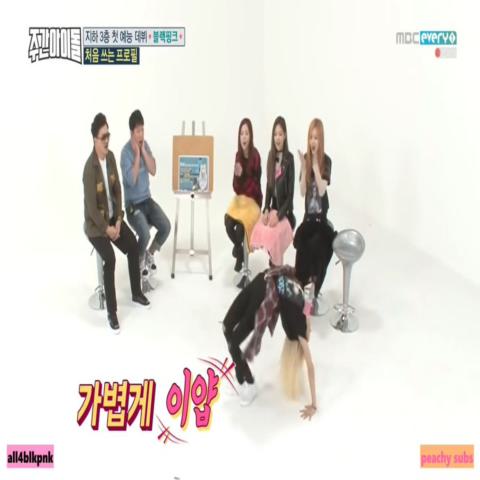 주간아이돌
지하 3층 첫 예능 데뷔 ♥ 블랙핑크 ♥
처음 쓰는 프로필
MBC every1
가볍게 이얍
all4blkpnk
peachy subs